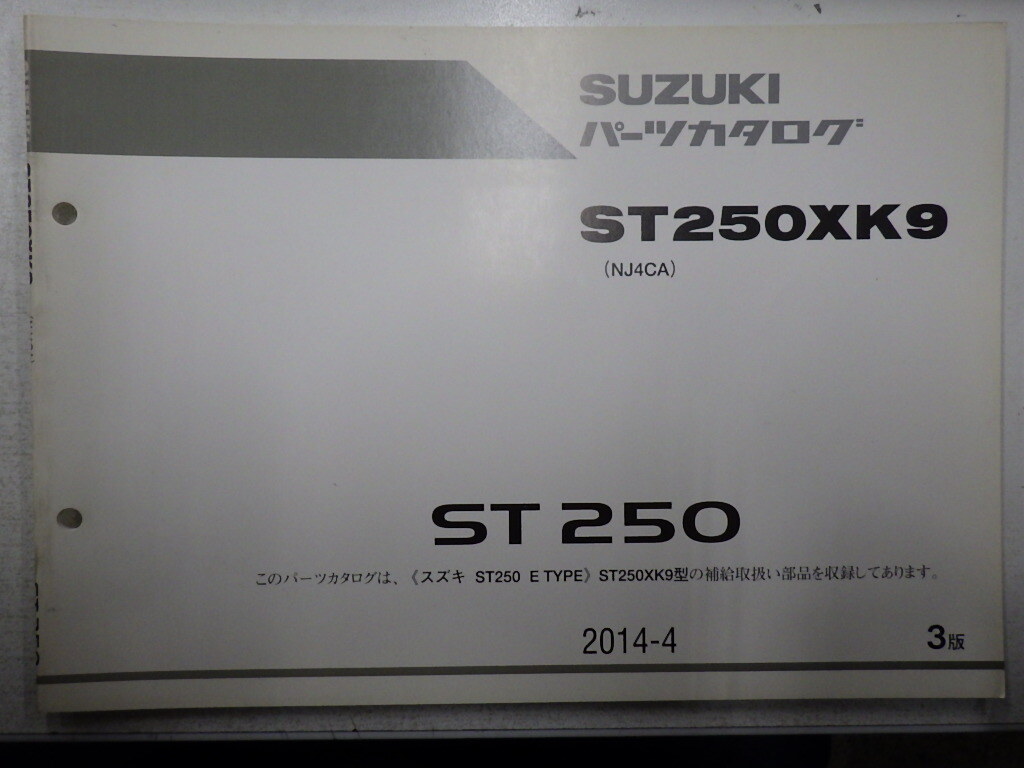 SUZUKI
パーツカタログ
ST250XK9
(NJ4CA)
ST 250
このパーツカタログは、《スズキ ST250 E TYPE》ST250XK9型の補給取扱い部品を収録してあります。
2014-4
3版